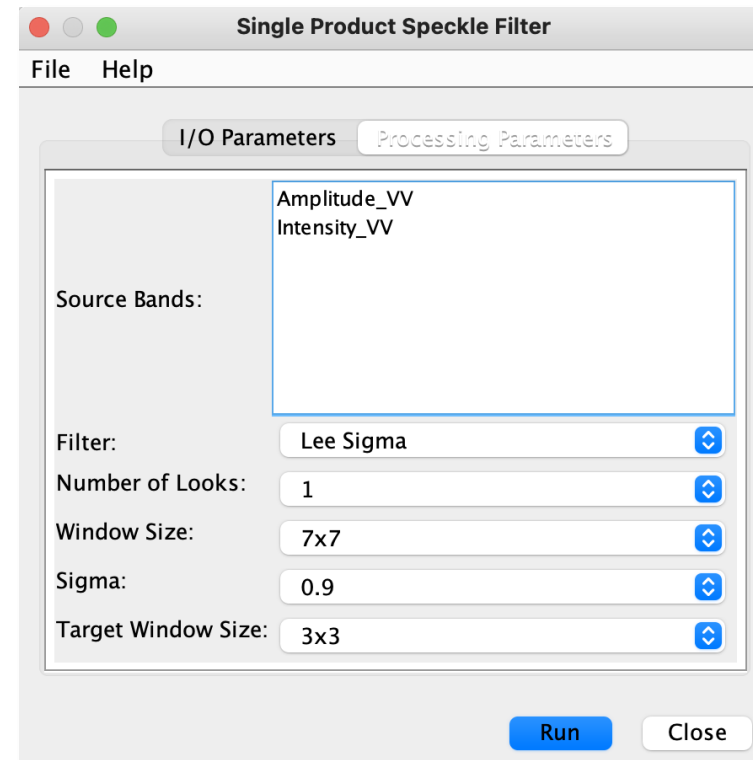 Single Product Speckle Filter
File Help
I/O Parameters Processing Parameters
Source Bands:
Amplitude_VV
Intensity_VV
Filter: Lee Sigma
Number of Looks: 1
Window Size: 7x7
Sigma: 0.9
Target Window Size: 3x3
Run Close